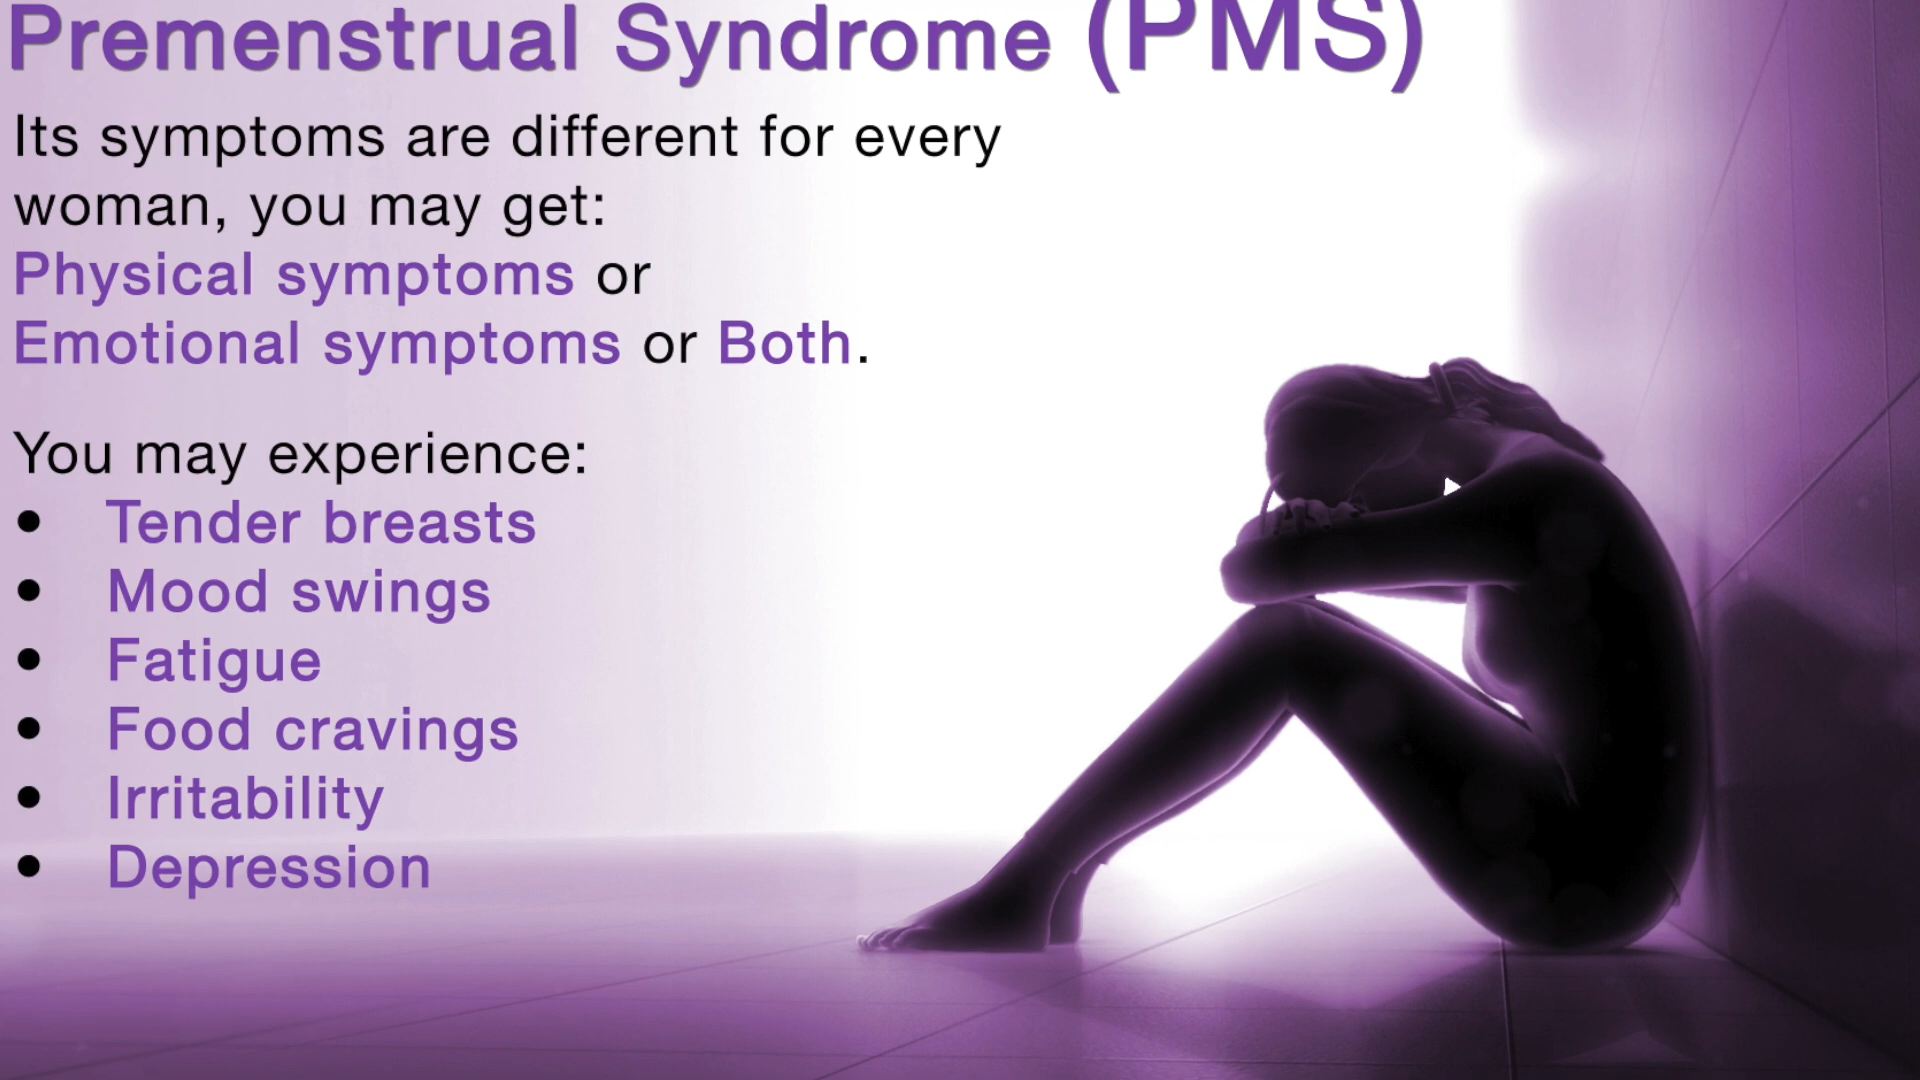 Premenstrual Syndrome (PMS)
Its symptoms are different for every
woman, you may get:
Physical symptoms or
Emotional symptoms or Both.
You may experience:
• Tender breasts
• Mood swings
• Fatigue
• Food cravings
• Irritability
• Depression